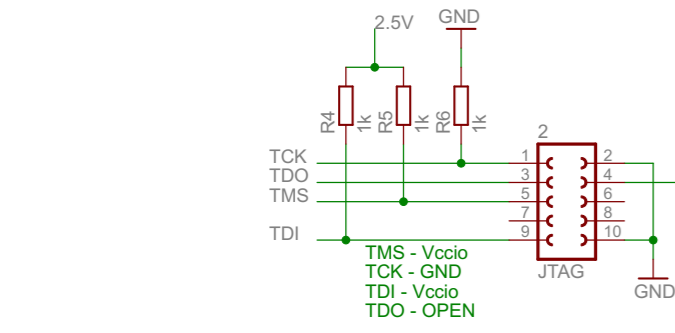 GND
2.5V
R4
1k
R5
1k
R6
1k
2
TCK
1
2
TDO
3
4
TMS
5
6
7
8
TDI
9
10
TMS - Vccio
JTAG
TCK - GND
TDI - Vccio
GND
TDO - OPEN